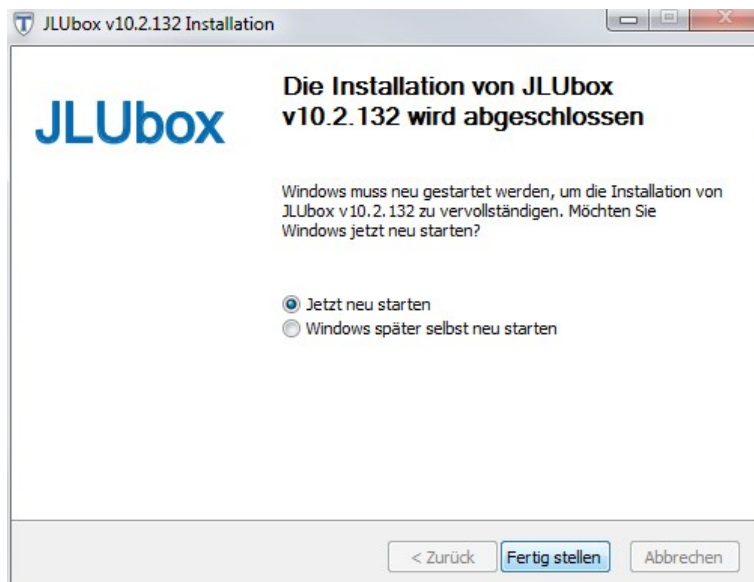 JLUbox v10.2.132 Installation
JLUbox
Die Installation von JLUbox
v10.2.132 wird abgeschlossen
Windows muss neu gestartet werden, um die Installation von
JLUbox v10.2.132 zu vervollständigen. Möchten Sie
Windows jetzt neu starten?
Jetzt neu starten
Windows später selbst neu starten
< Zurück Fertig stellen Abbrechen